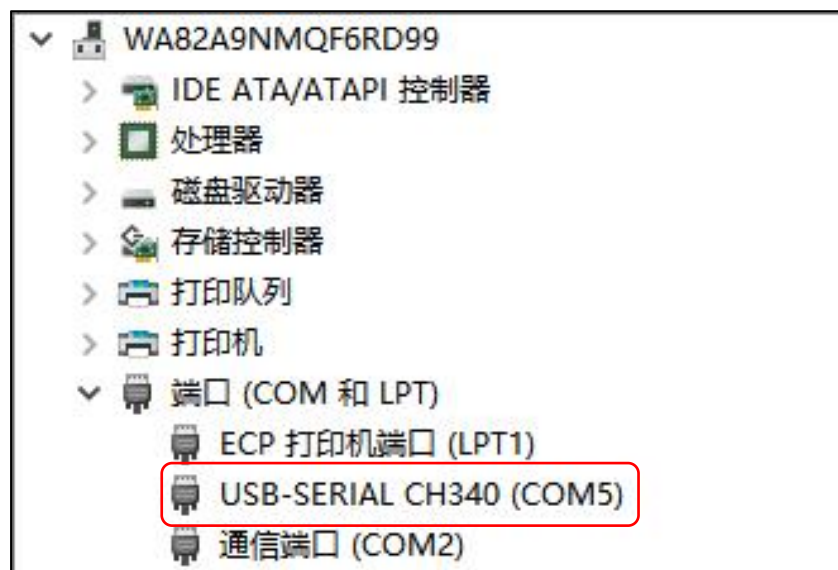 WA82A9NMQF6RD99
IDE ATA/ATAPI 控制器
处理器
磁盘驱动器
存储控制器
打印队列
打印机
端口 (COM 和 LPT)
ECP 打印机端口 (LPT1)
USB-SERIAL CH340 (COM5)
通信端口 (COM2)